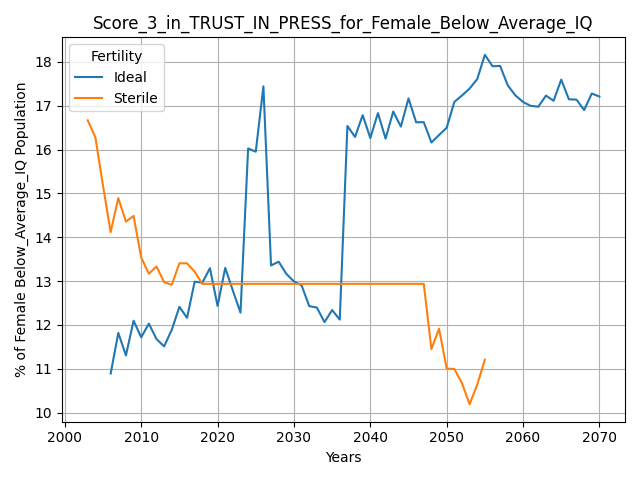 Score_3_in_TRUST_IN_PRESS_for_Female_Below_Average_IQ
% of Female Below_Average_IQ Population
18
17
16
15
14
13
12
11
10
Fertility
Ideal
Sterile
2000 2010 2020 2030 2040 2050 2060 2070
Years